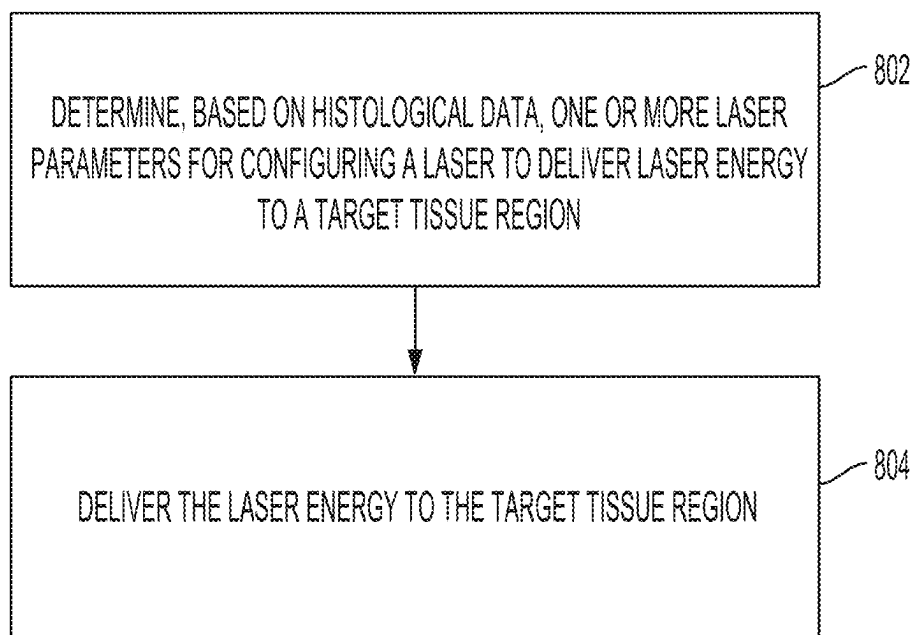 DETERMINE, BASED ON HISTOLOGICAL DATA, ONE OR MORE LASER
PARAMETERS FOR CONFIGURING A LASER TO DELIVER LASER ENERGY
TO A TARGET TISSUE REGION
802
DELIVER THE LASER ENERGY TO THE TARGET TISSUE REGION
804